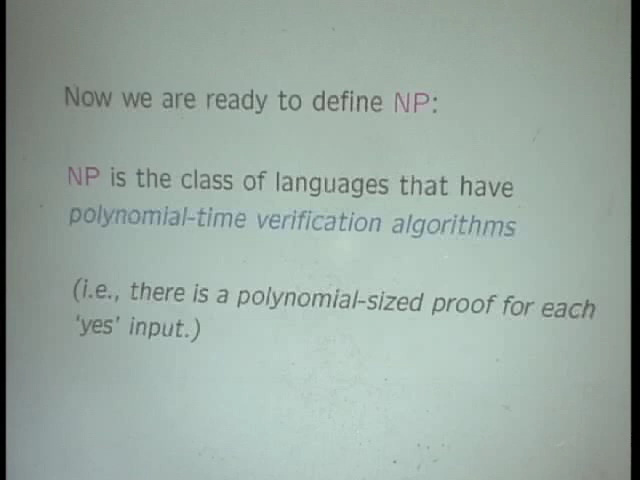 Now we are ready to define NP:
NP is the class of languages that have
polynomial-time verification algorithms
(i.e., there is a polynomial-sized proof for each
'yes' input.)